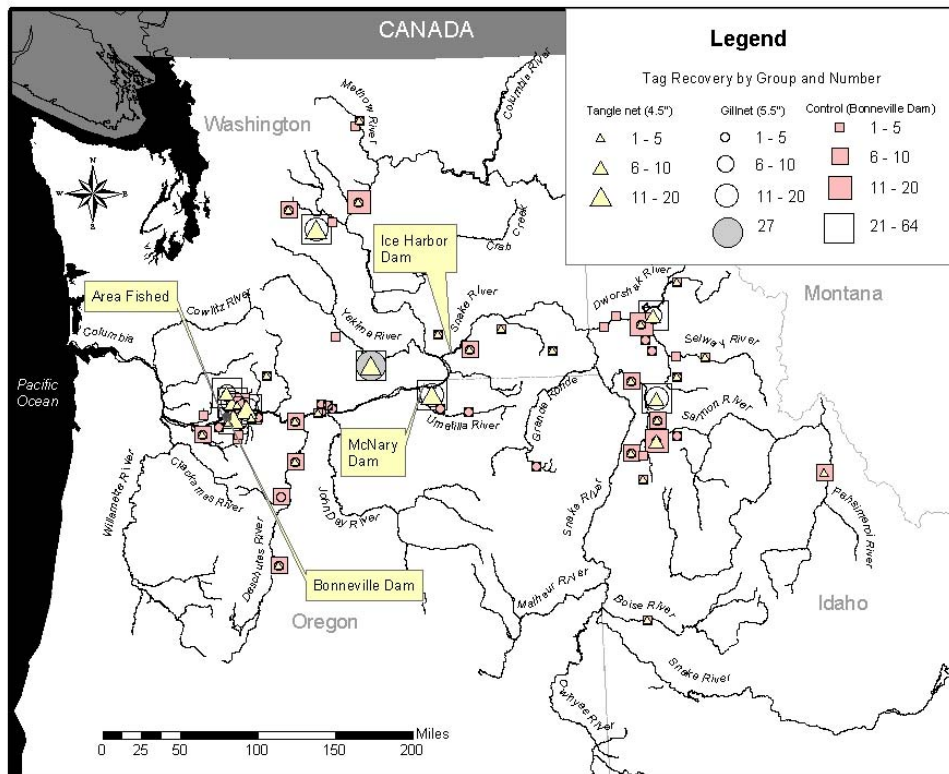 CANADA
Legend
Tag Recovery by Group and Number
Tangle net (4.5")
1 - 5
6 - 10
11 - 20
Gillnet (5.5")
1 - 5
6 - 10
11 - 20
27
Control (Bonneville Dam)
1 - 5
6 - 10
11 - 20
21 - 64
Washington
Methow River
Columbia River
N
W
E
S
Crab Creek
Ice Harbor
Dam
Area Fished
Cowlitz River
Columbia
Yakima River
Snake River
Dworshak River
Montana
Selway River
Pacific
Ocean
McNary
Dam
Umelilla River
Grande Ronde
Salmon River
Willamette River
Clackamas River
John Day River
Snake River
Pahsimeroi River
Deschutes River
Bonneville Dam
Oregon
Malheur River
Boise River
Idaho
Snake River
Owhyee River
Miles
0 25 50 100 150 200